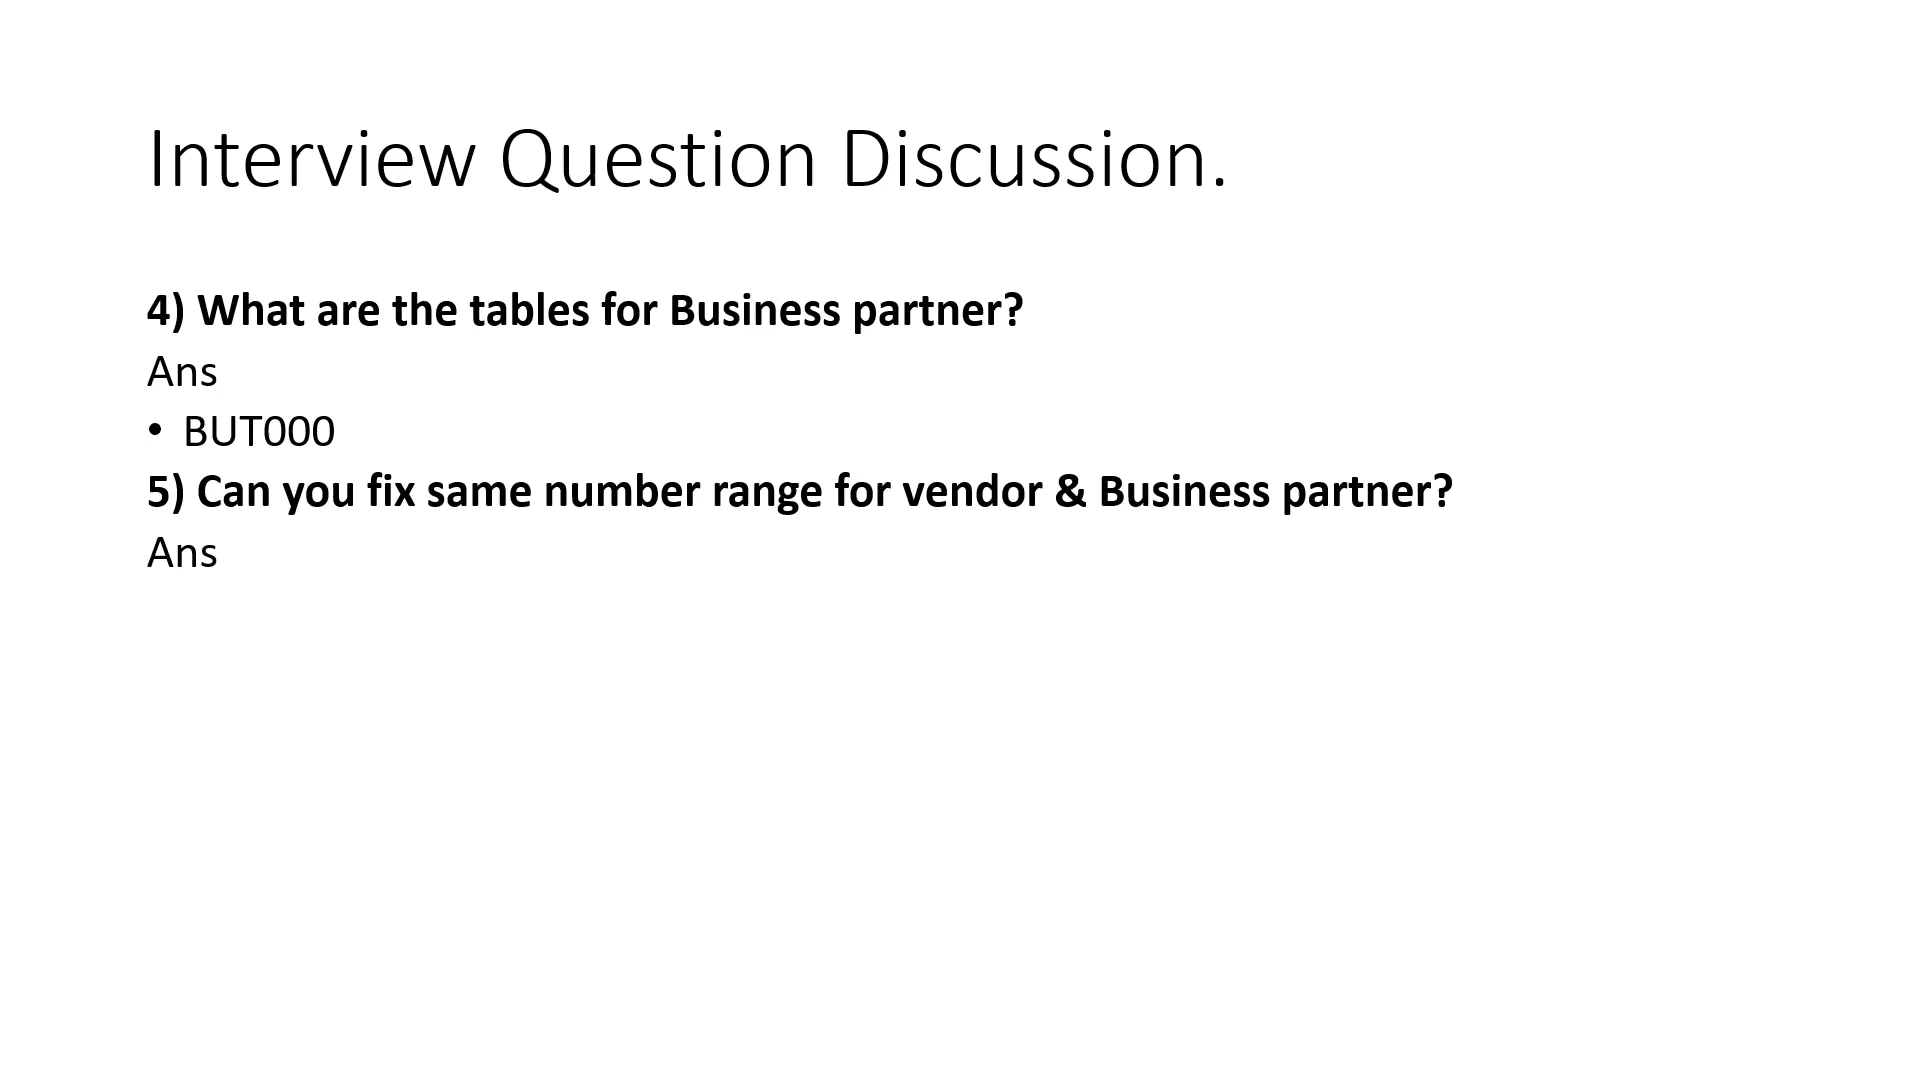 Interview Question Discussion.
4) What are the tables for Business partner?
Ans
• BUT000
5) Can you fix same number range for vendor & Business partner?
Ans